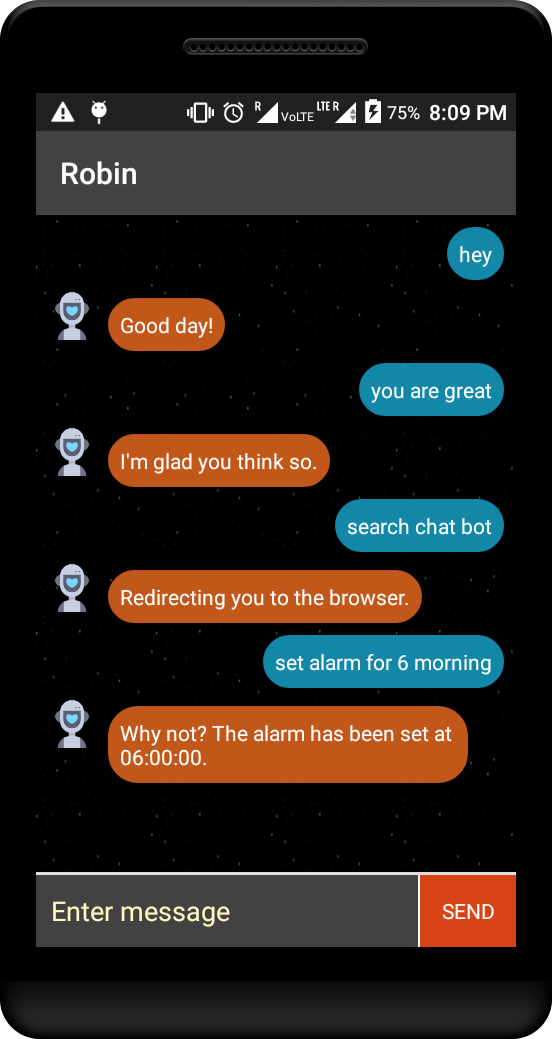 R VoLTE LTE R 75% 8:09 PM
Robin
hey
Good day!
you are great
I'm glad you think so.
search chat bot
Redirecting you to the browser.
set alarm for 6 morning
Why not? The alarm has been set at
06:00:00.
Enter message
SEND